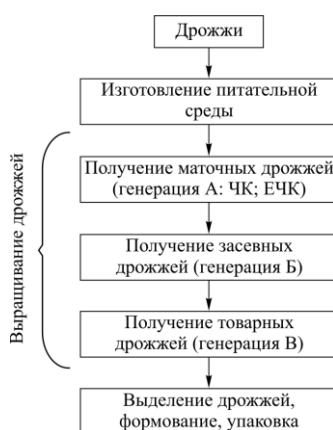 Дрожжи
Изготовление питательной
среды
Выращивание дрожжей
Получение маточных дрожжей
(генерация А: ЧК; ЕЧК)
Получение засевных
дрожжей (генерация Б)
Получение товарных
дрожжей (генерация В)
Выделение дрожжей,
формование, упаковка